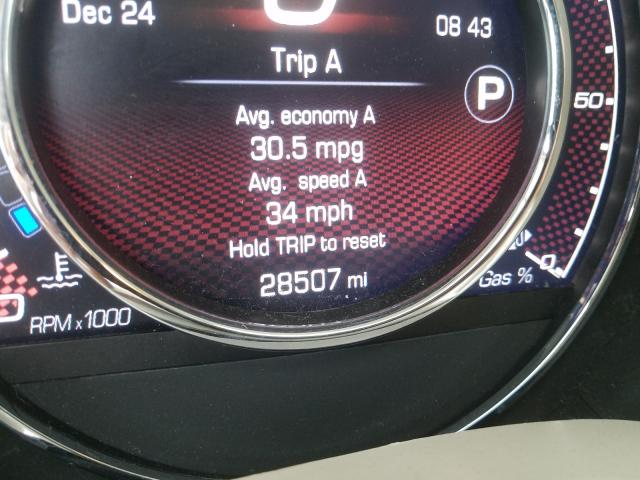 Dec 24
08 43
Trip A
P
Avg. economy A
50
30.5 mpg
Avg. speed A
34 mph
Hold TRIP to reset
0
28507 mi
Gas %
RPM x 1000